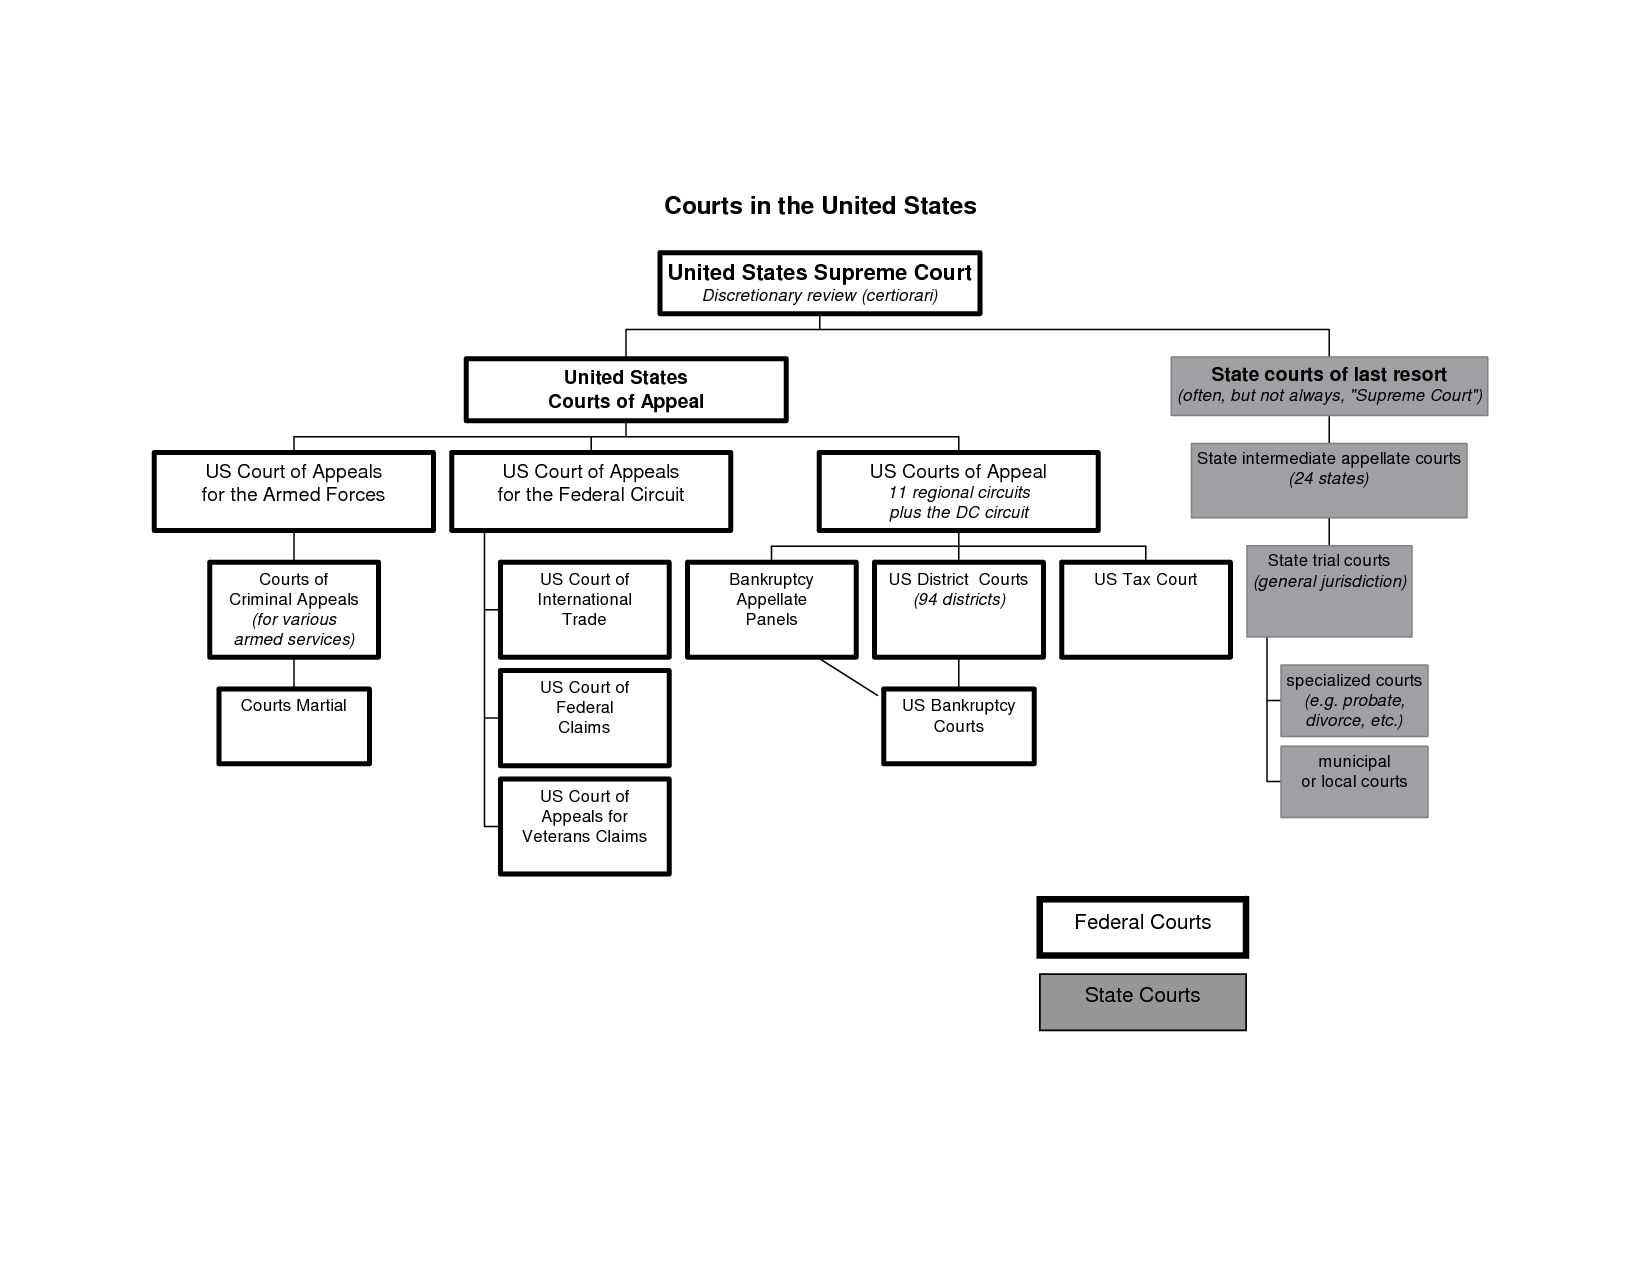 Courts in the United States
United States Supreme Court
Discretionary review (certiorari)
United States
Courts of Appeal
State courts of last resort
(often, but not always, "Supreme Court")
US Court of Appeals
for the Armed Forces
US Court of Appeals
for the Federal Circuit
US Courts of Appeal
11 regional circuits
plus the DC circuit
State intermediate appellate courts
(24 states)
Courts of
Criminal Appeals
(for various
armed services)
US Court of
International
Trade
Bankruptcy
Appellate
Panels
US District Courts
(94 districts)
US Tax Court
State trial courts
(general jurisdiction)
Courts Martial
US Court of
Federal
Claims
US Bankruptcy
Courts
specialized courts
(e.g. probate,
divorce, etc.)
municipal
or local courts
US Court of
Appeals for
Veterans Claims
Federal Courts
State Courts